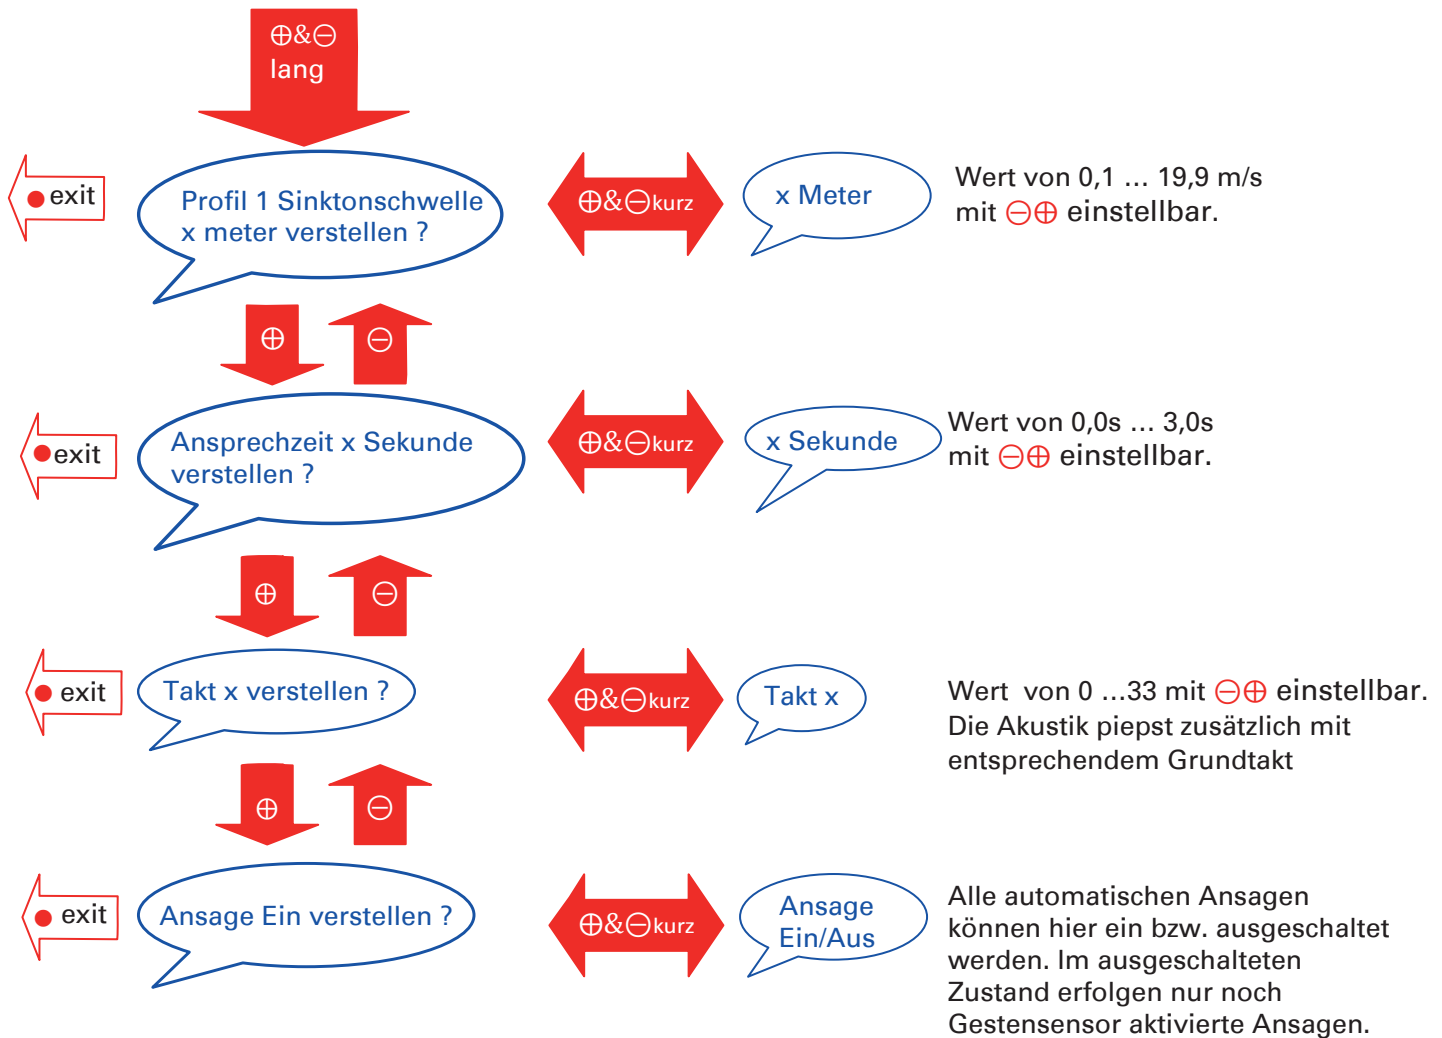 ⊕&⊖
lang
exit
Profil 1 Sinktonschwelle
x meter verstellen ?
⊕&⊖kurz
x Meter
Wert von 0,1 ... 19,9 m/s
mit ⊖⊕ einstellbar.
⊕
⊖
exit
Ansprechzeit x Sekunde
verstellen ?
⊕&⊖kurz
x Sekunde
Wert von 0,0s ... 3,0s
mit ⊖⊕ einstellbar.
⊕
⊖
exit
Takt x verstellen ?
⊕&⊖kurz
Takt x
Wert von 0 ...33 mit ⊖⊕ einstellbar.
Die Akustik piepst zusätzlich mit
entsprechendem Grundtakt
⊕
⊖
exit
Ansage Ein verstellen ?
⊕&⊖kurz
Ansage
Ein/Aus
Alle automatischen Ansagen
können hier ein bzw. ausgeschaltet
werden. Im ausgeschalteten
Zustand erfolgen nur noch
Gestensensor aktivierte Ansagen.